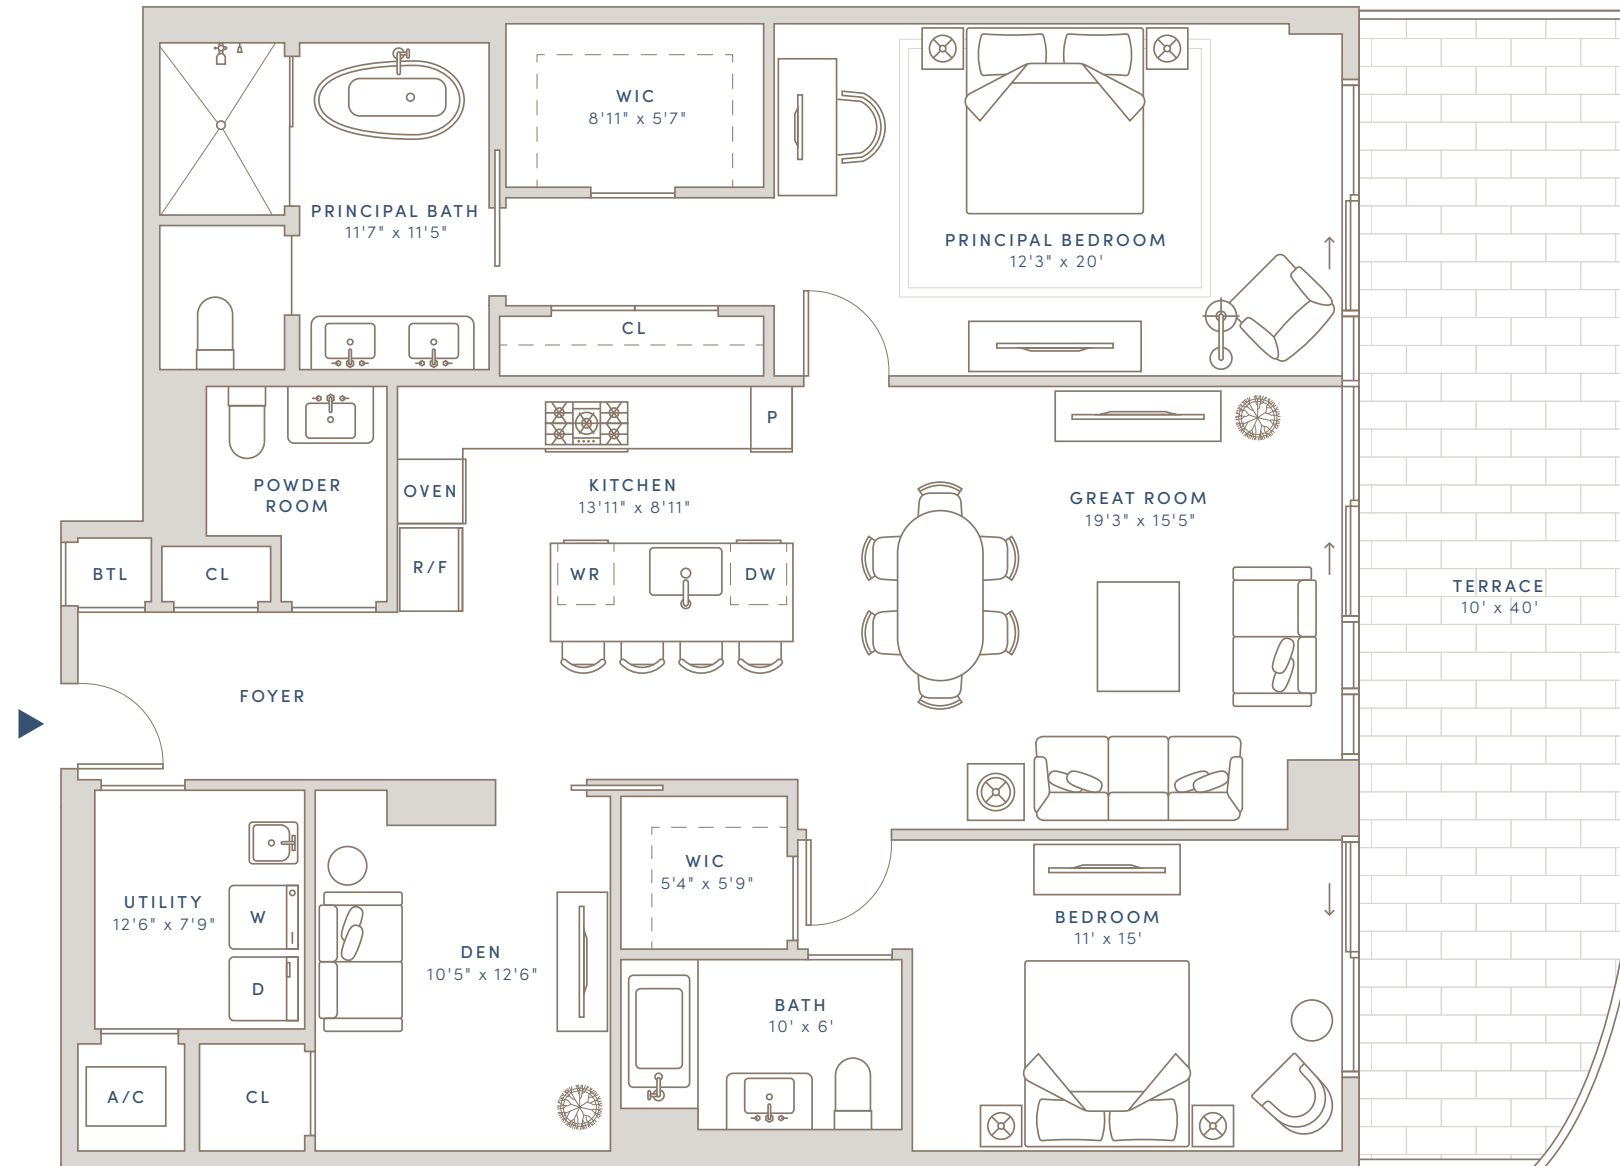 WIC
8'11" x 5'7"
PRINCIPAL BATH
11'7" x 11'5"
PRINCIPAL BEDROOM
12'3" x 20'
CL
P
POWDER
ROOM
OVEN
KITCHEN
13'11" x 8'11"
GREAT ROOM
19'3" x 15'5"
BTL
CL
R/F
WR
DW
TERRACE
10' x 40'
FOYER
WIC
5'4" x 5'9"
UTILITY
12'6" x 7'9"
W
D
DEN
10'5" x 12'6"
BEDROOM
11' x 15'
BATH
10' x 6'
A/C
CL